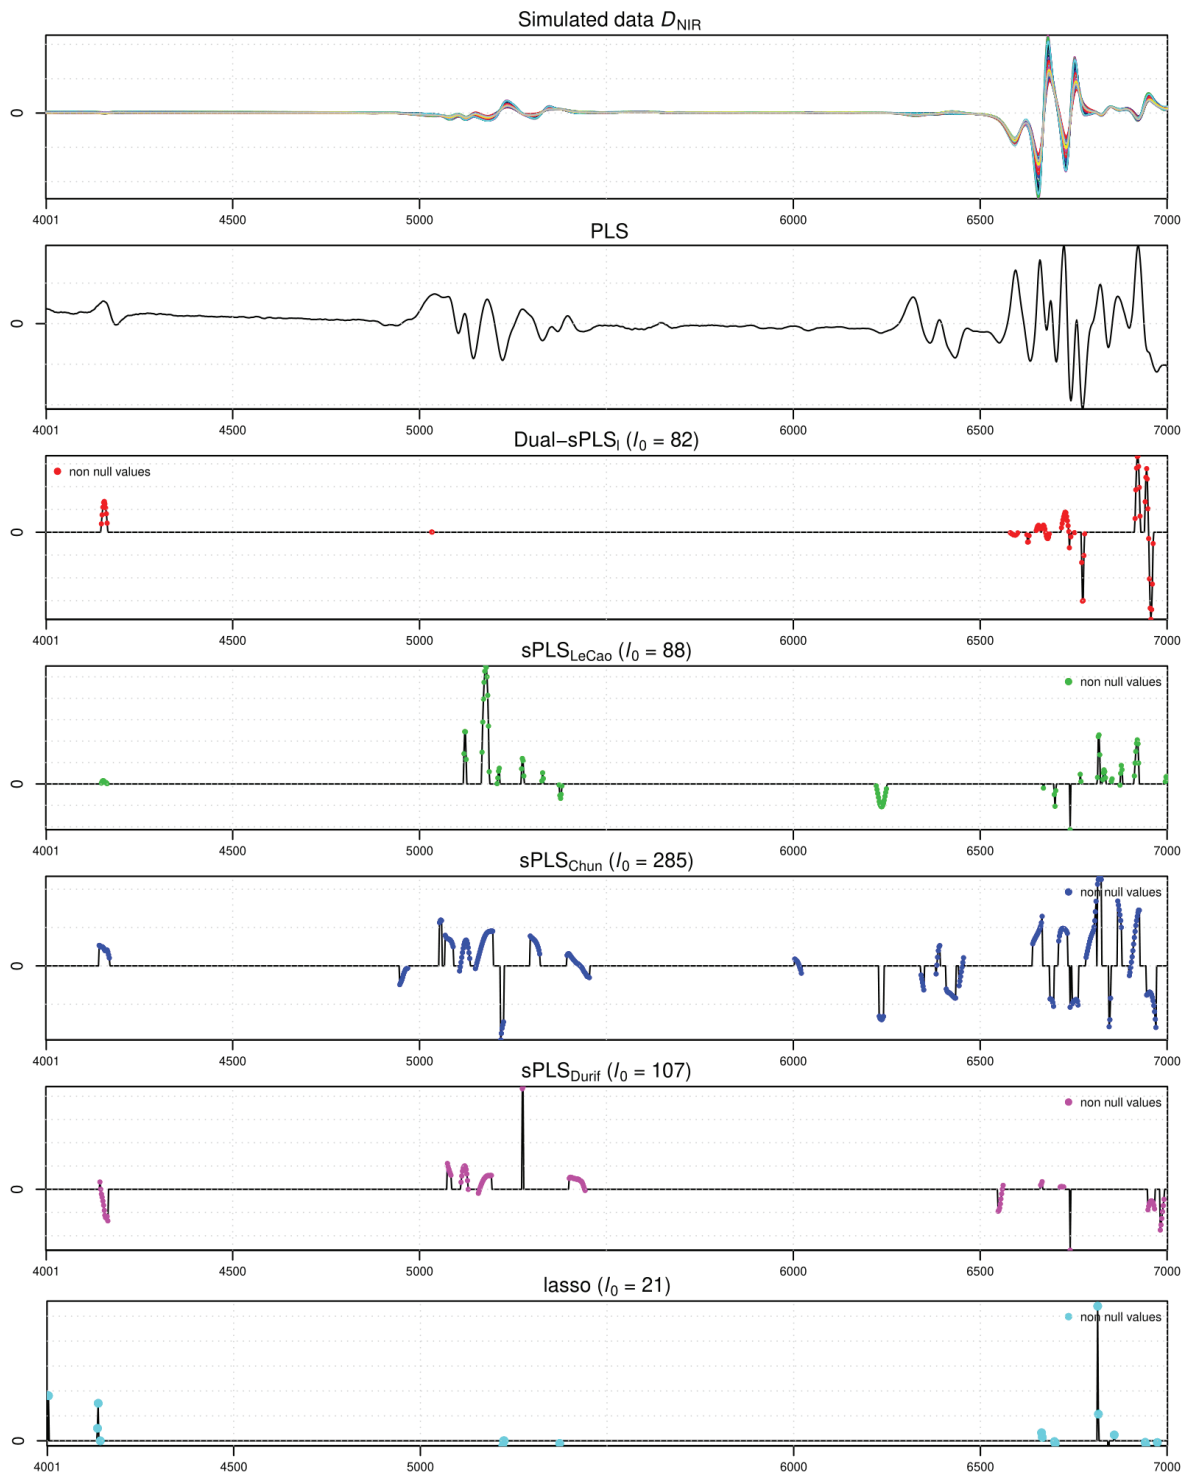 Simulated data D_NIR
0
4001 4500 5000 6000 6500 7000
PLS
0
4001 4500 5000 6000 6500 7000
Dual−sPLS_l (l_0 = 82)
non null values
0
4001 4500 5000 6000 6500 7000
sPLS_LeCao (l_0 = 88)
non null values
0
4001 4500 5000 6000 6500 7000
sPLS_Chun (l_0 = 285)
non null values
0
4001 4500 5000 6000 6500 7000
sPLS_Durif (l_0 = 107)
non null values
0
4001 4500 5000 6000 6500 7000
lasso (l_0 = 21)
non null values
0
4001 4500 5000 6000 6500 7000